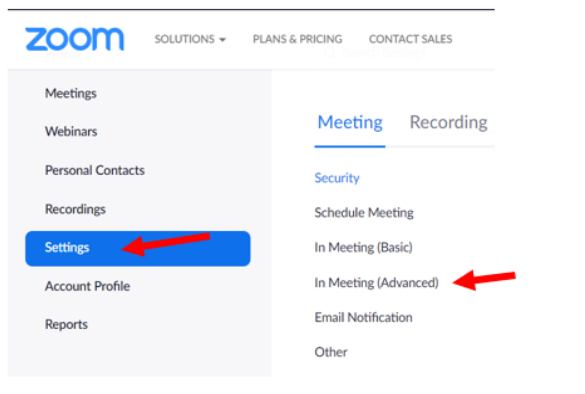 zoom SOLUTIONS PLANS & PRICING CONTACT SALES
Meetings
Webinars
Personal Contacts
Recordings
Settings
Account Profile
Reports
Meeting Recording
Security
Schedule Meeting
In Meeting (Basic)
In Meeting (Advanced)
Email Notification
Other